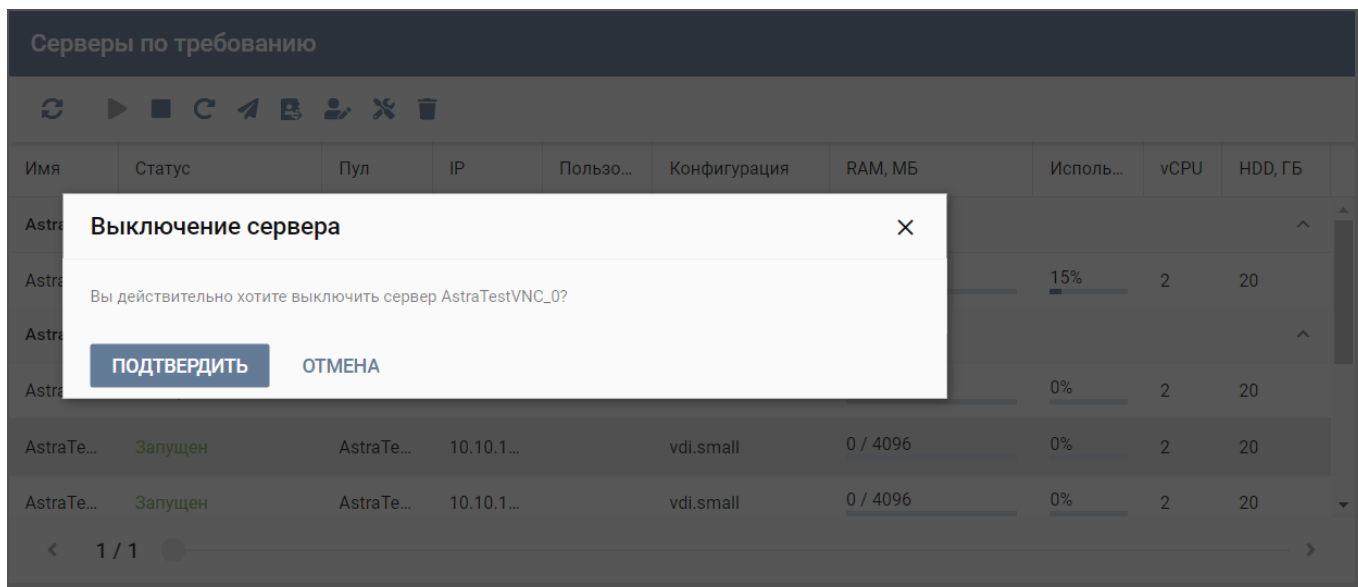 Серверы по требованию
Имя Статус Пул IP Пользо... Конфигурация RAM, МБ Исполь... vCPU HDD, ГБ
Выключение сервера
15% 2 20
Вы действительно хотите выключить сервер AstraTestVNC_0?
ПОДТВЕРДИТЬ ОТМЕНА
0% 2 20
AstraTe... Запущен AstraTe... 10.10.1... vdi.small 0 / 4096 0% 2 20
AstraTe... Запущен AstraTe... 10.10.1... vdi.small 0 / 4096 0% 2 20
1 / 1